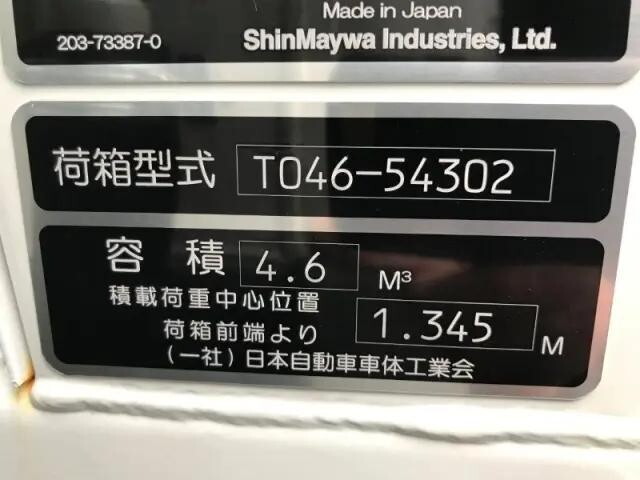 Made in Japan
203-73387-0 ShinMaywa Industries, Ltd.
荷箱型式 T046-54302
容積 4.6 M³
積載荷重中心位置
荷箱前端より 1.345 M
(一社)日本自動車車体工業会